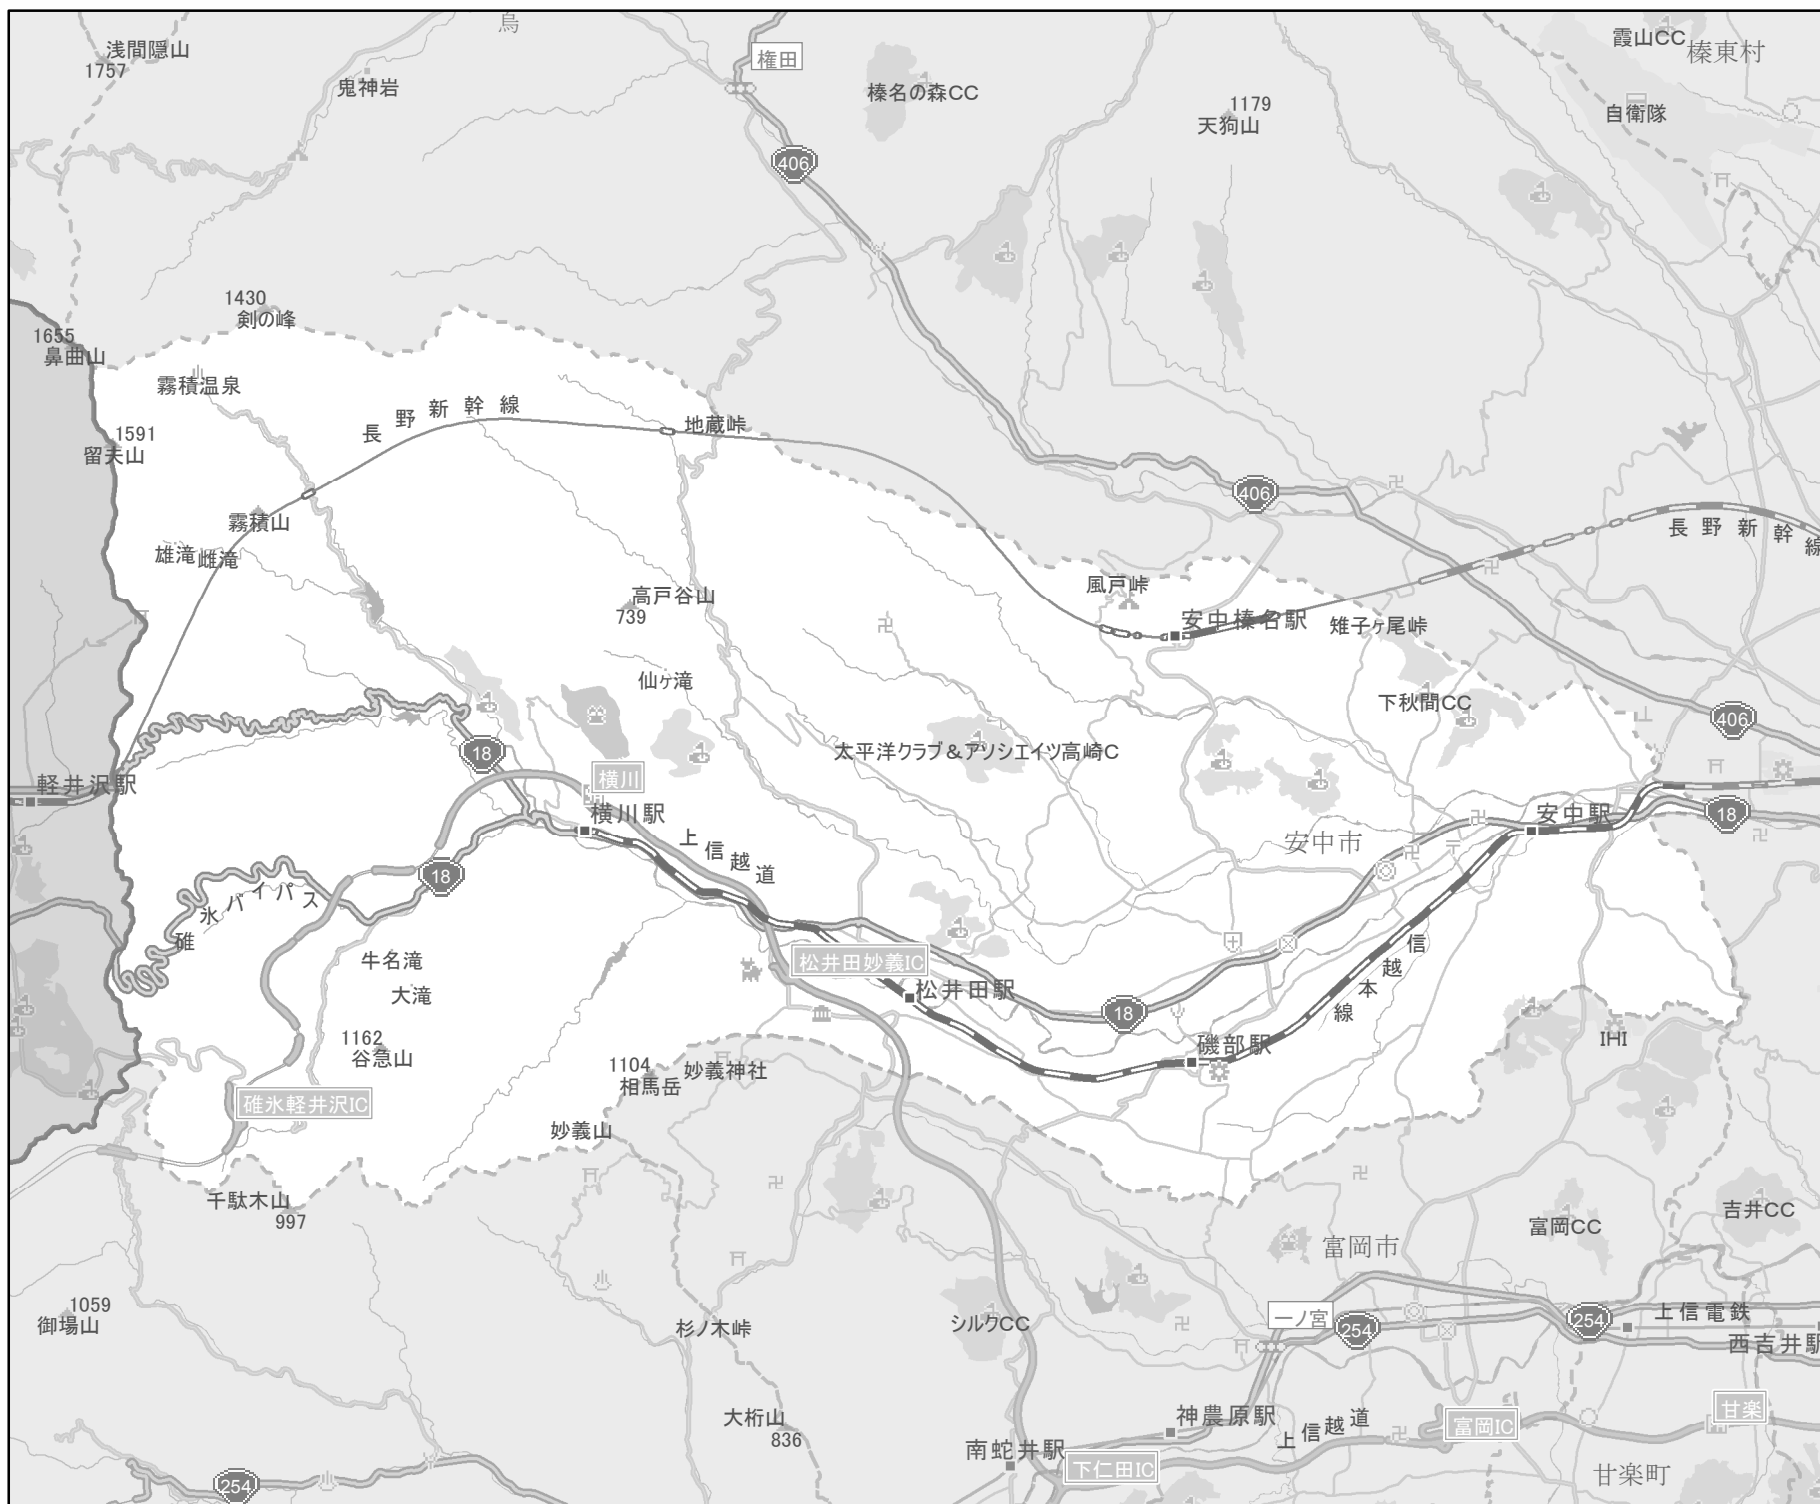 烏
浅間隠山
1757
鬼神岩
権田
榛名の森CC
霞山CC
榛東村
1179
天狗山
自衛隊
406
1430
剣の峰
1655
鼻曲山
霧積温泉
長野新幹線
地蔵峠
1591
留夫山
406
霧積山
長野新幹線
雄滝
雌滝
高戸谷山
739
風戸峠
安中榛名駅
雉子ヶ尾峠
仙ヶ滝
下秋間CC
406
18
太平洋クラブ&アソシエイツ高崎C
軽井沢駅
横川
横川駅
安中駅
18
上信越道
安中市
18
碓氷バイパス
牛名滝
大滝
松井田妙義IC
松井田駅
信越本線
18
1162
谷急山
磯部駅
IHI
1104
相馬岳
妙義神社
碓氷軽井沢IC
妙義山
千駄木山
997
富岡CC
吉井CC
富岡市
1059
御場山
杉ノ木峠
シルクCC
一ノ宮
254
254
上信電鉄
西吉井駅
大桁山
836
神農原駅
上信越道
富岡IC
甘楽
南蛇井駅
下仁田IC
甘楽町
254